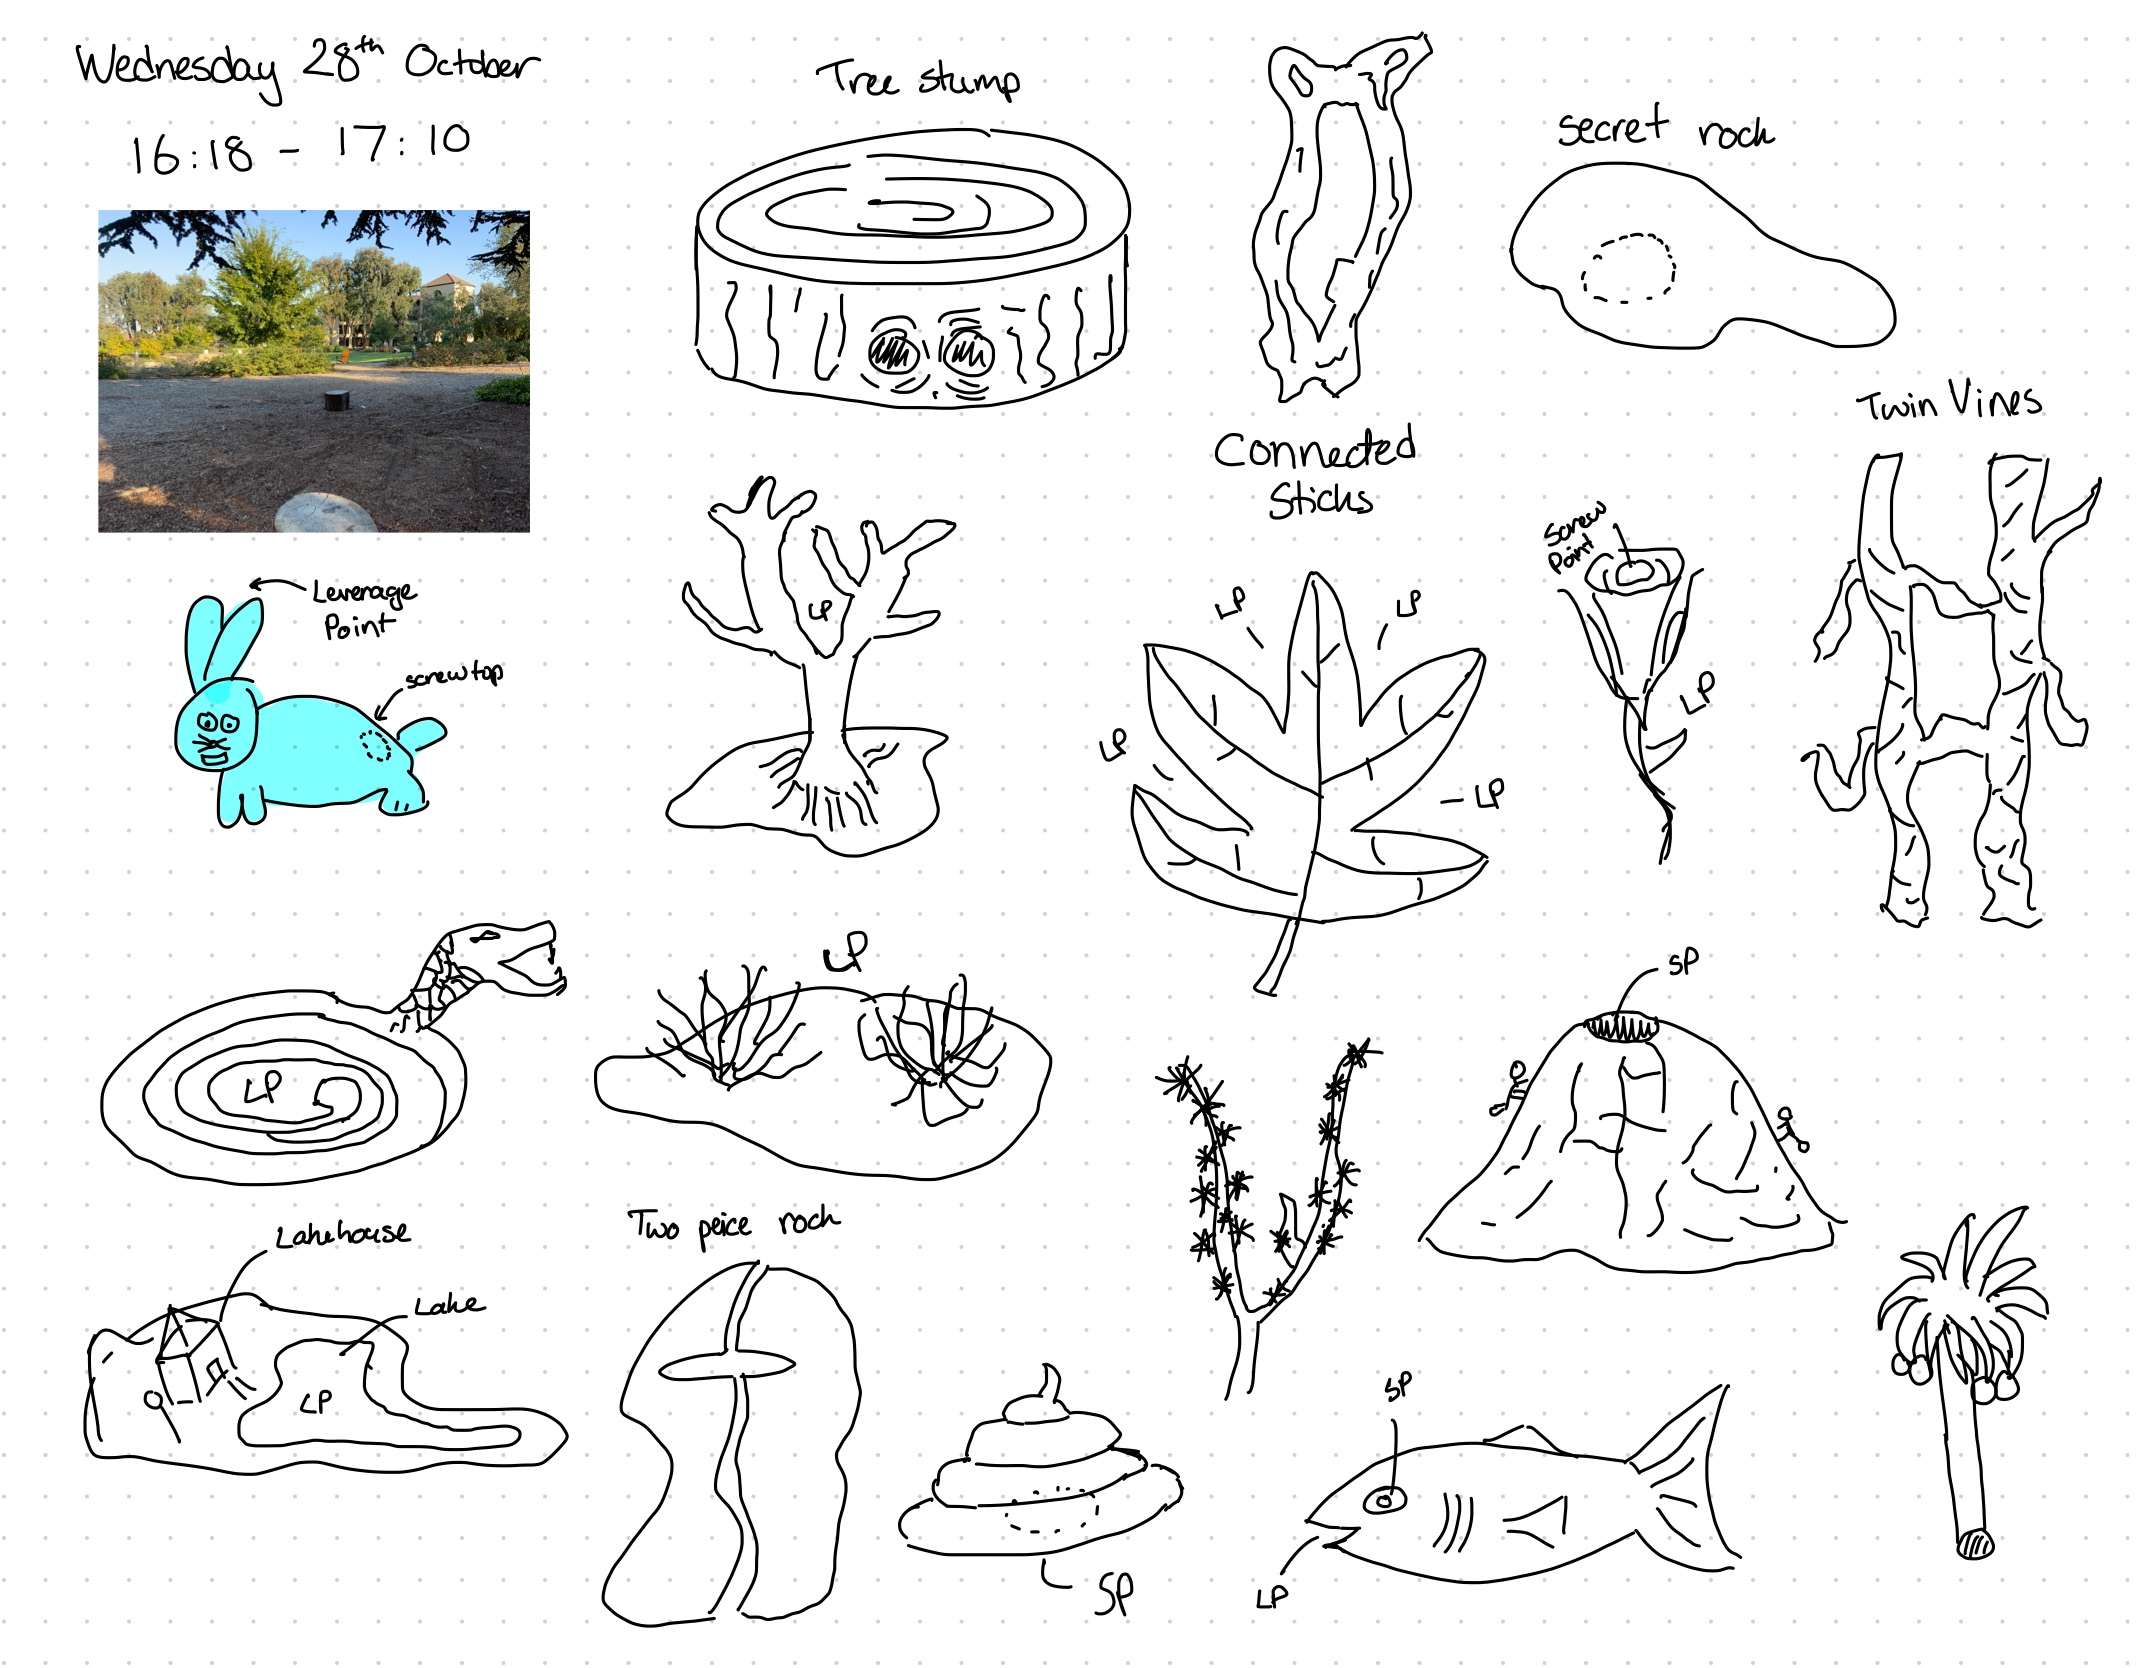 Wednesday 28th October
16:18 - 17:10
Tree stump
secret rock
Twin Vines
Connected
Sticks
Screw
Point
Leverage
Point
screw top
LP
LP
LP
LP
LP
LP
LP
LP
SP
LP
Lakehouse
Lake
LP
Two peice rock
SP
SP
LP